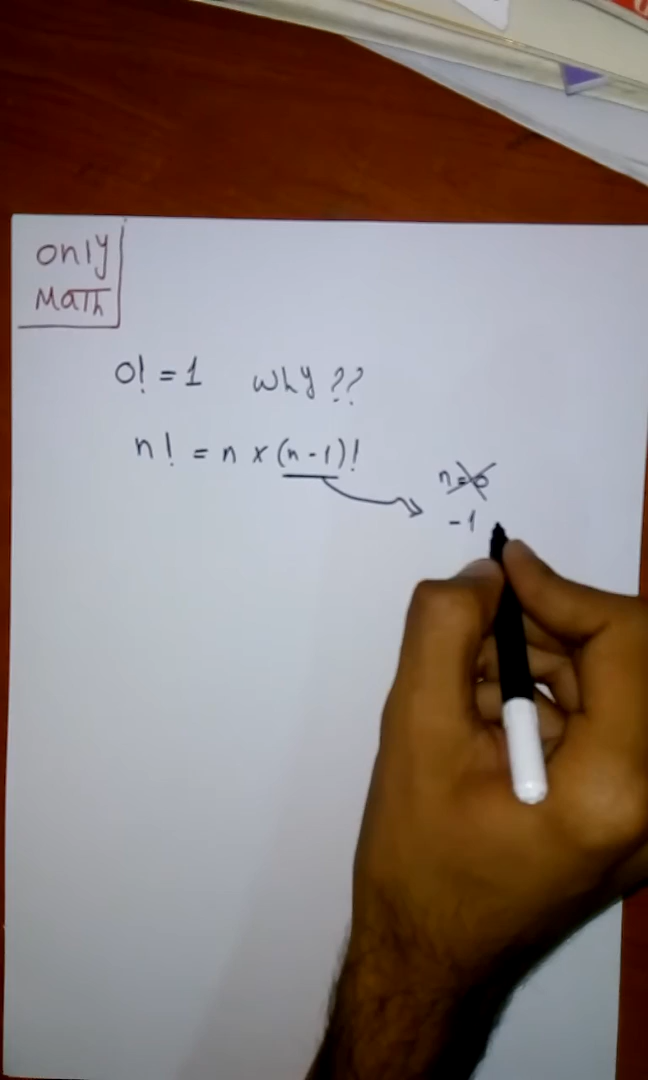 only
Math
0! = 1 why ??
n! = n × (n - 1)!
n = 0
- 1